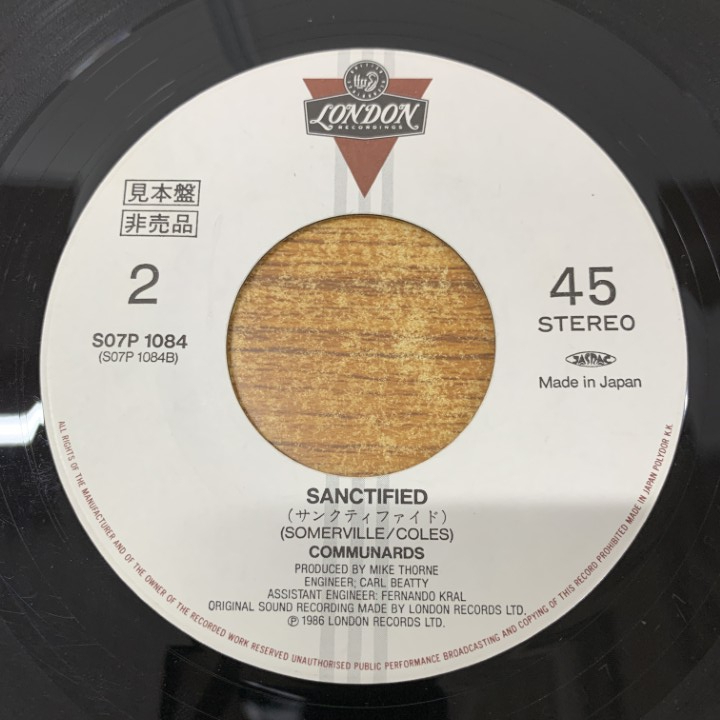 LONDON
RECORDINGS
見本盤
非売品
2
45
STEREO
S07P 1084
(S07P 1084B)
JASRAC
Made in Japan
SANCTIFIED
(サンクティファイド)
(SOMERVILLE/COLES)
COMMUNARDS
PRODUCED BY MIKE THORNE
ENGINEER; CARL BEATTY
ASSISTANT ENGINEER: FERNANDO KRAL
ORIGINAL SOUND RECORDING MADE BY LONDON RECORDS LTD.
Ⓟ 1986 LONDON RECORDS LTD.
ALL RIGHTS OF THE MANUFACTURER AND OF THE OWNER OF THE RECORDED WORK RESERVED UNAUTHORISED PUBLIC PERFORMANCE BROADCASTING AND COPYING OF THIS RECORD PROHIBITED MADE IN JAPAN POLYDOR K.K.